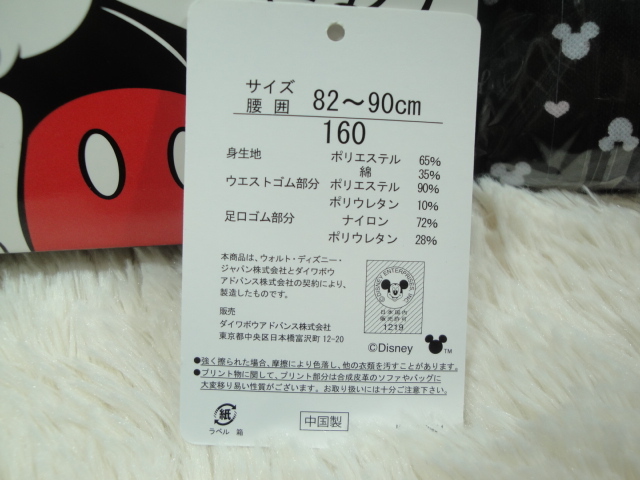 サイズ
腰囲 82～90cm
160
身生地 ポリエステル 65%
綿 35%
ウエストゴム部分 ポリエステル 90%
ポリウレタン 10%
足口ゴム部分 ナイロン 72%
ポリウレタン 28%
本商品は、ウォルト・ディズニー・
ジャパン株式会社とダイワボウ
アドバンス株式会社の契約により、
製造したものです。
販売
ダイワボウアドバンス株式会社
東京都中央区日本橋富沢町 12-20
DISNEY ENTERPRISES, INC.
日本国内
販売許可
1219
©Disney
TM
●強く擦られた場合、摩擦により色落し、他の衣類を汚すことがあります。
●プリント物に関して、プリント部分は合成皮革のソファやバッグに
大変移り易い性質がございます。お取り扱いには十分ご注意下さい。
紙
ラベル 箱
中国製